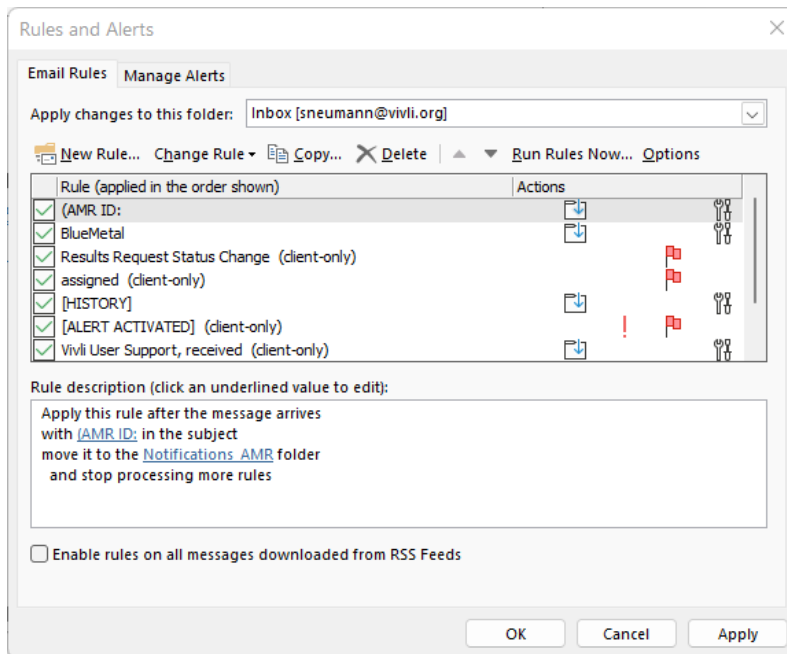 Rules and Alerts
Email Rules Manage Alerts
Apply changes to this folder: Inbox [sneumann@vivli.org]
New Rule... Change Rule Copy... Delete Run Rules Now... Options
Rule (applied in the order shown) Actions
(AMR ID:
BlueMetal
Results Request Status Change (client-only)
assigned (client-only)
[HISTORY]
[ALERT ACTIVATED] (client-only)
Vivli User Support, received (client-only)
Rule description (click an underlined value to edit):
Apply this rule after the message arrives
with (AMR ID: in the subject
move it to the Notifications_AMR folder
and stop processing more rules
Enable rules on all messages downloaded from RSS Feeds
OK Cancel Apply